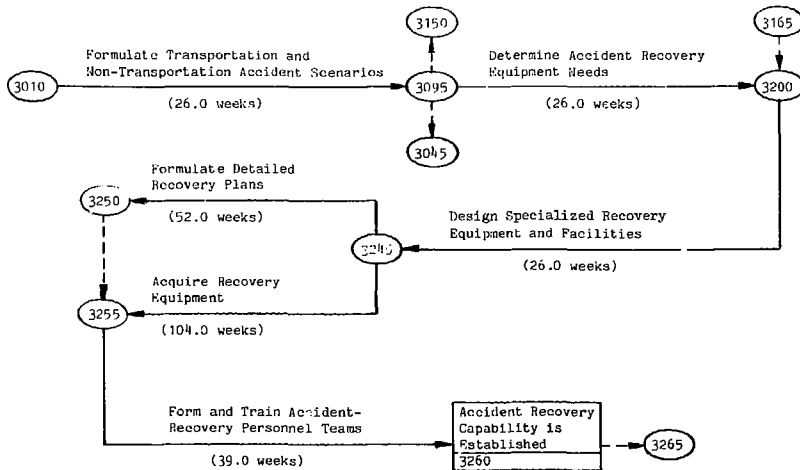 3150
3165
Formulate Transportation and
Non-Transportation Accident Scenarios
Determine Accident Recovery
Equipment Needs
3010
3095
3200
(26.0 weeks)
(26.0 weeks)
3045
Formulate Detailed
Recovery Plans
3250
(52.0 weeks)
Design Specialized Recovery
Equipment and Facilities
(26.0 weeks)
Acquire Recovery
Equipment
3255
(104.0 weeks)
Form and Train Accident-
Recovery Personnel Teams
(39.0 weeks)
Accident Recovery
Capability is
Established
3260
3265